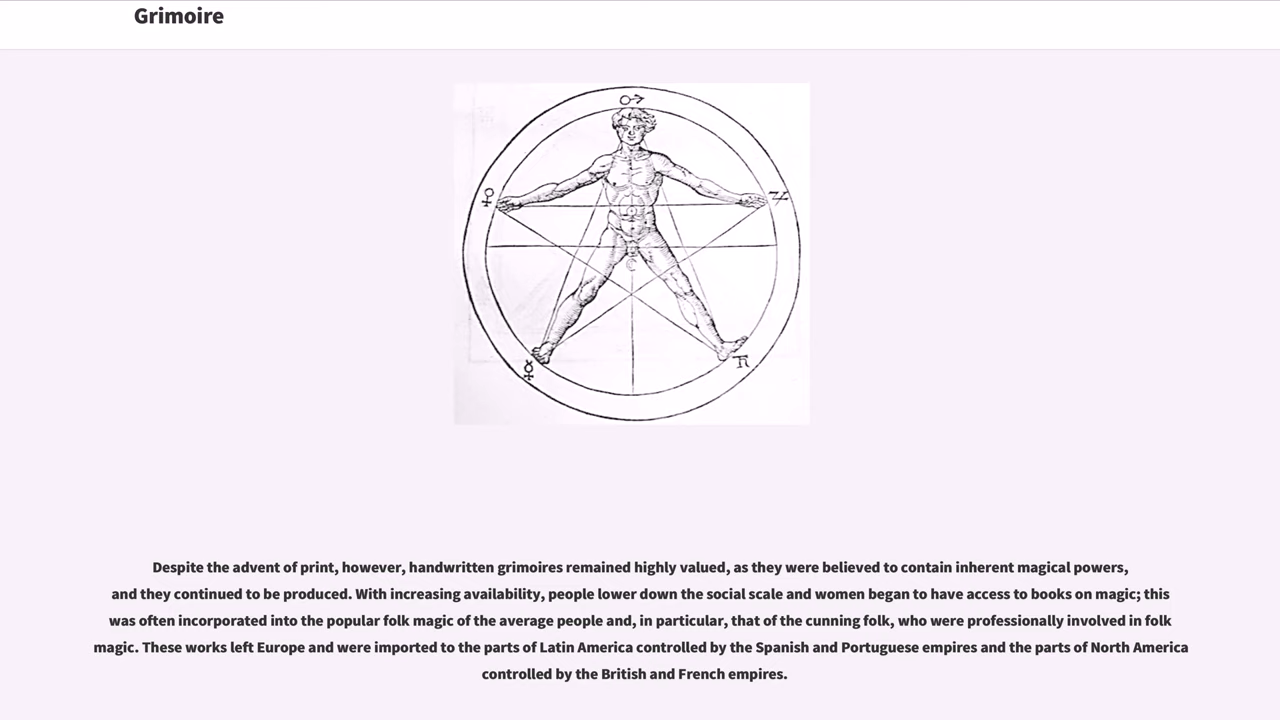 Grimoire
Despite the advent of print, however, handwritten grimoires remained highly valued, as they were believed to contain inherent magical powers,
and they continued to be produced. With increasing availability, people lower down the social scale and women began to have access to books on magic; this
was often incorporated into the popular folk magic of the average people and, in particular, that of the cunning folk, who were professionally involved in folk
magic. These works left Europe and were imported to the parts of Latin America controlled by the Spanish and Portuguese empires and the parts of North America
controlled by the British and French empires.